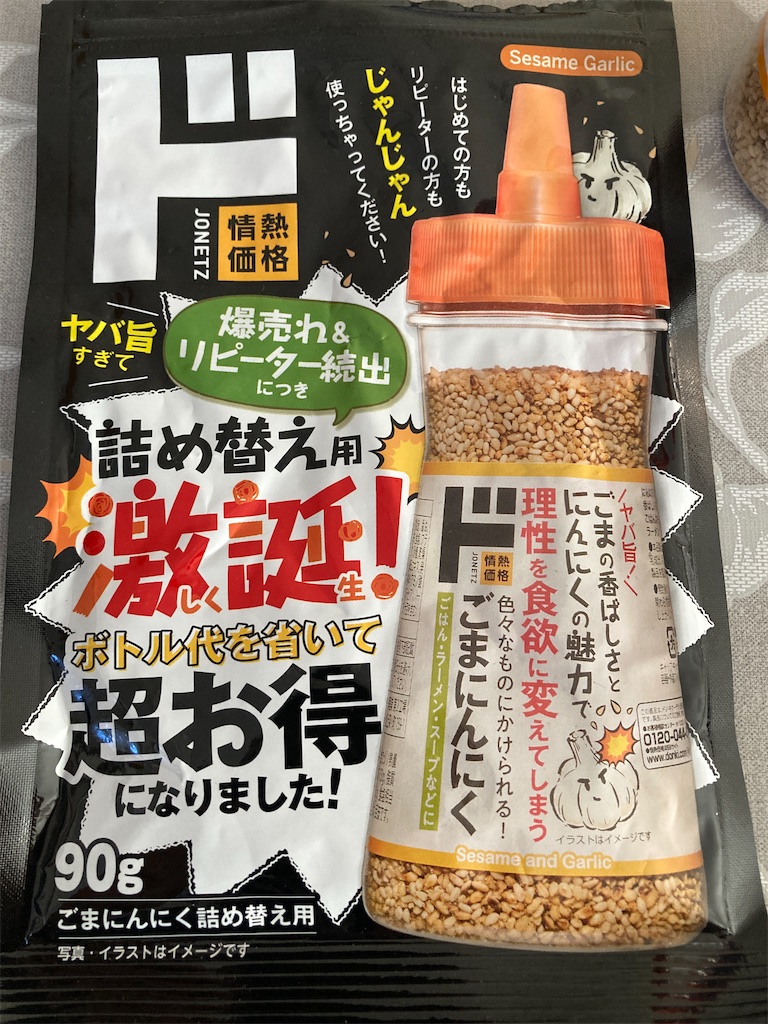 Sesame Garlic
はじめての方も
リピーターの方も
じゃんじゃん
使っちゃってください!
ド
JONETZ
情熱
価格
ヤバ旨
すぎて
爆売れ&
リピーター続出
につき
詰め替え用
激しく誕生!
ボトル代を省いて
超お得
になりました!
90g
ごまにんにく詰め替え用
写真・イラストはイメージです
ヤバ旨!
ごまの香ばしさと、
にんにくの魅力で
理性を食欲に変えてしまう
色々なものにかけられる!
ド
JONETZ
情熱
価格
ごまにんにく
ごはん・ラーメン・スープなどに
0120-04
www.donki.
イラストはイメージです
Sesame and Garlic